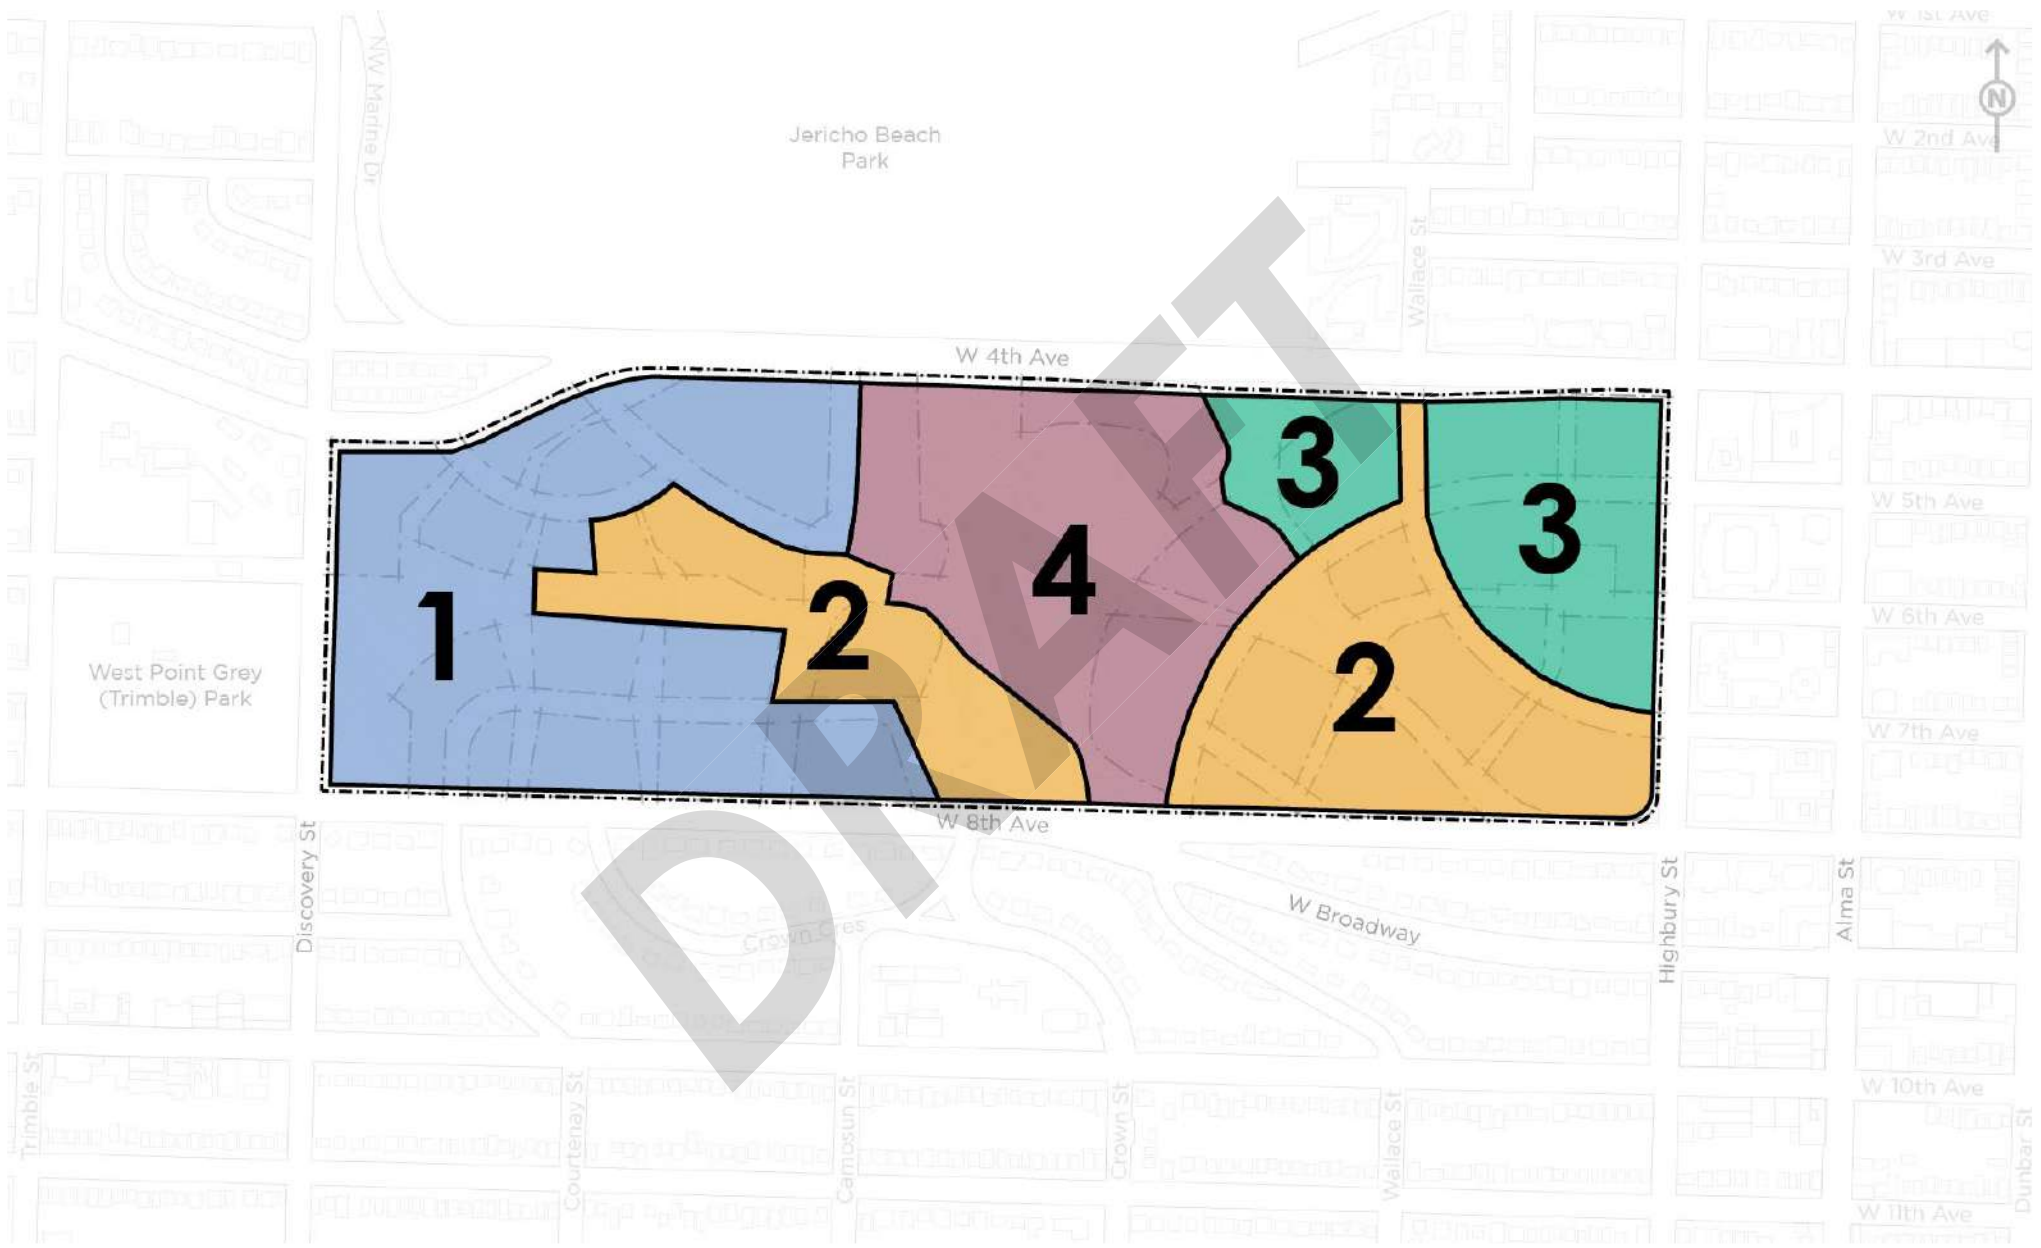 W 1st Ave
NW Marine Dr
N
Jericho Beach
Park
W 2nd Ave
Wallace St
W 3rd Ave
W 4th Ave
3
3
W 5th Ave
4
1
2
W 6th Ave
West Point Grey
(Trimble) Park
2
W 7th Ave
DRAFT
W 8th Ave
Discovery St
Highbury St
Alma St
W Broadway
Crown Cres
Trimble St
Courtenay St
Camosun St
Crown St
Wallace St
W 10th Ave
Dunbar St
W 11th Ave